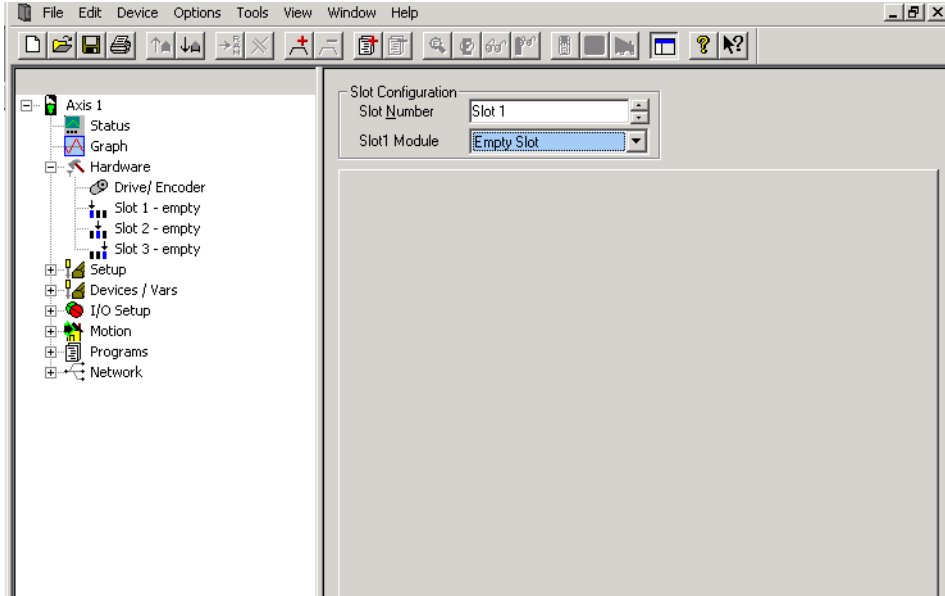 File Edit Device Options Tools View Window Help
Axis 1
Status
Graph
Hardware
Drive/ Encoder
Slot 1 - empty
Slot 2 - empty
Slot 3 - empty
Setup
Devices / Vars
I/O Setup
Motion
Programs
Network
Slot Configuration
Slot Number Slot 1
Slot1 Module Empty Slot